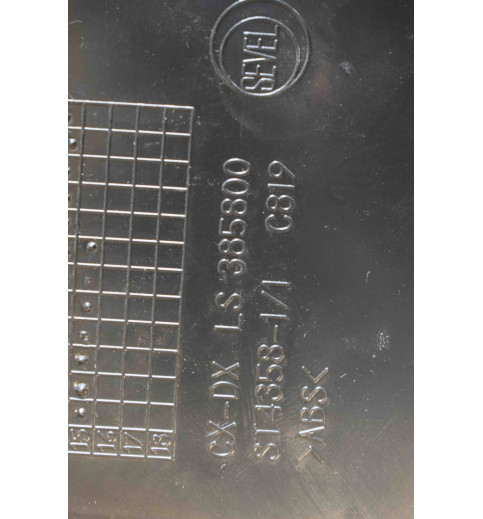 SEVEL
CX-DX LS 385800
ST4358-1/1 C819
>ABS<
15
16
17
18